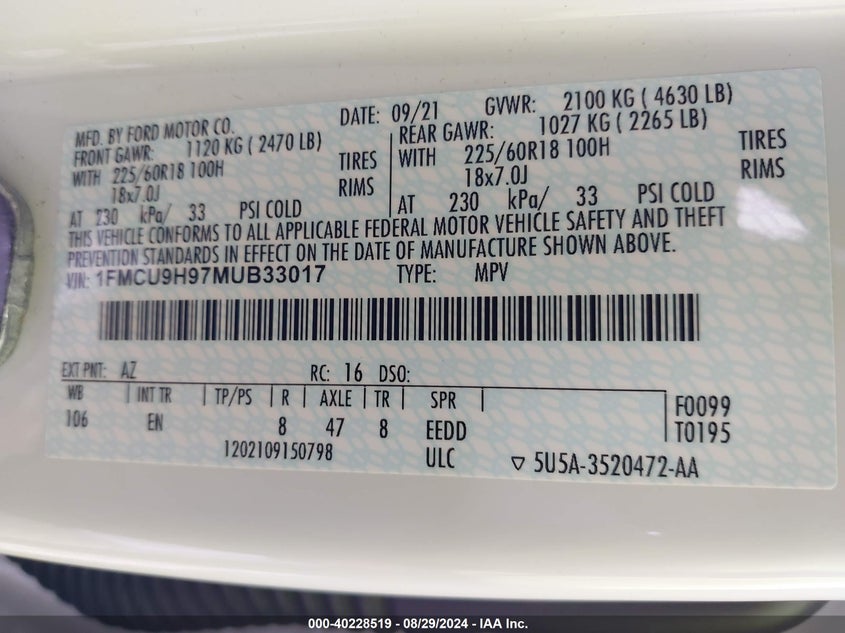 MFD. BY FORD MOTOR CO. DATE: 09/21 GVWR: 2100 KG ( 4630 LB)
FRONT GAWR: 1120 KG ( 2470 LB) REAR GAWR: 1027 KG ( 2265 LB)
WITH 225/60R18 100H TIRES WITH 225/60R18 100H TIRES
18x7.0J RIMS 18x7.0J RIMS
AT 230 kPa/ 33 PSI COLD AT 230 kPa/ 33 PSI COLD
THIS VEHICLE CONFORMS TO ALL APPLICABLE FEDERAL MOTOR VEHICLE SAFETY AND THEFT
PREVENTION STANDARDS IN EFFECT ON THE DATE OF MANUFACTURE SHOWN ABOVE.
VIN: 1FMCU9H97MUB33017 TYPE: MPV
EXT PNT: AZ RC: 16 DSO:
WB INT TR TP/PS R AXLE TR SPR
106 EN 8 47 8 EEDD
F0099
T0195
1202109150798 ULC ▽ 5U5A-3520472-AA
000-40228519 - 08/29/2024 - IAA Inc.